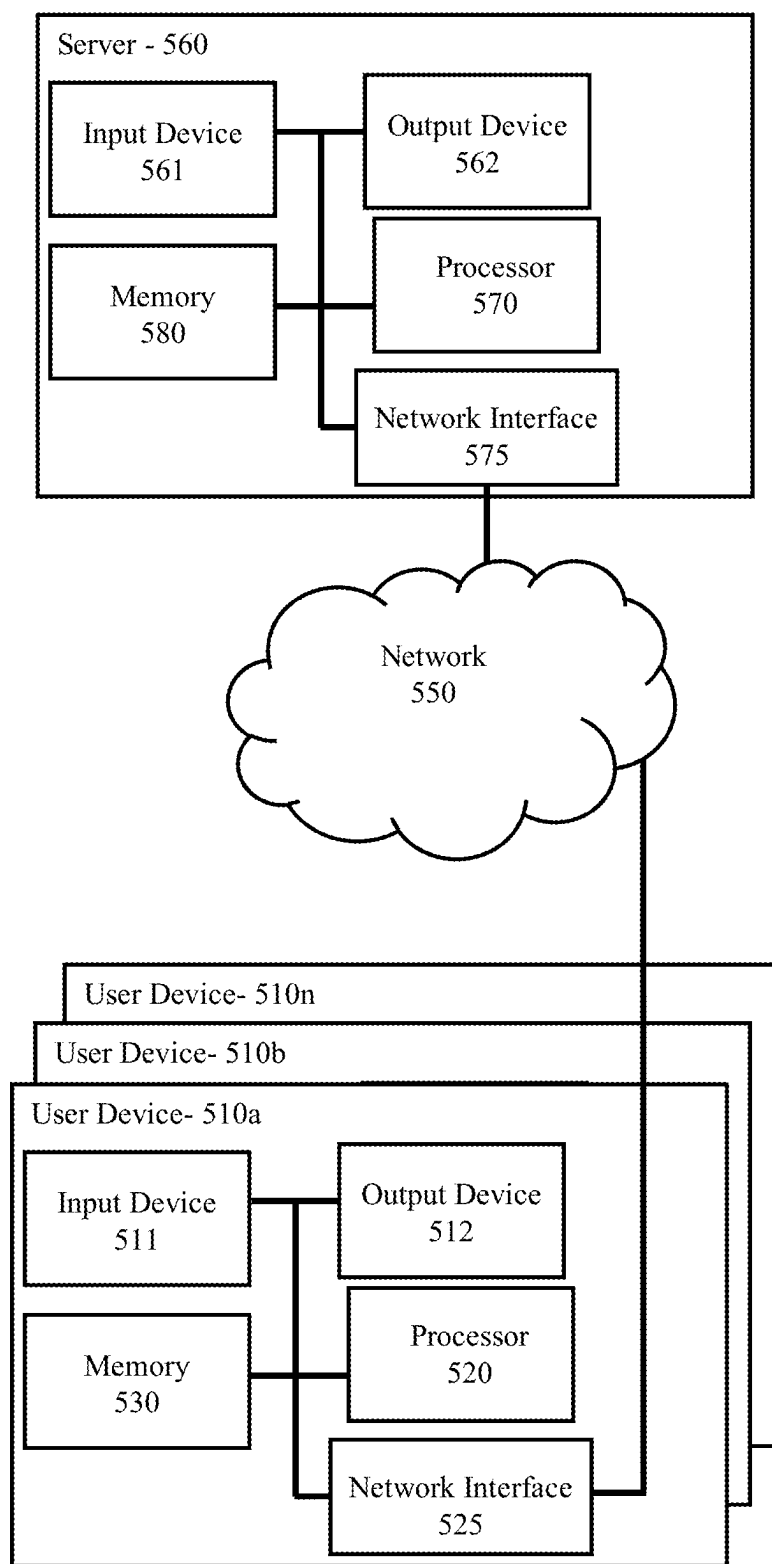 Server - 560
Input Device
561
Output Device
562
Memory
580
Processor
570
Network Interface
575
Network
550
User Device- 510n
User Device- 510b
User Device- 510a
Input Device
511
Output Device
512
Memory
530
Processor
520
Network Interface
525